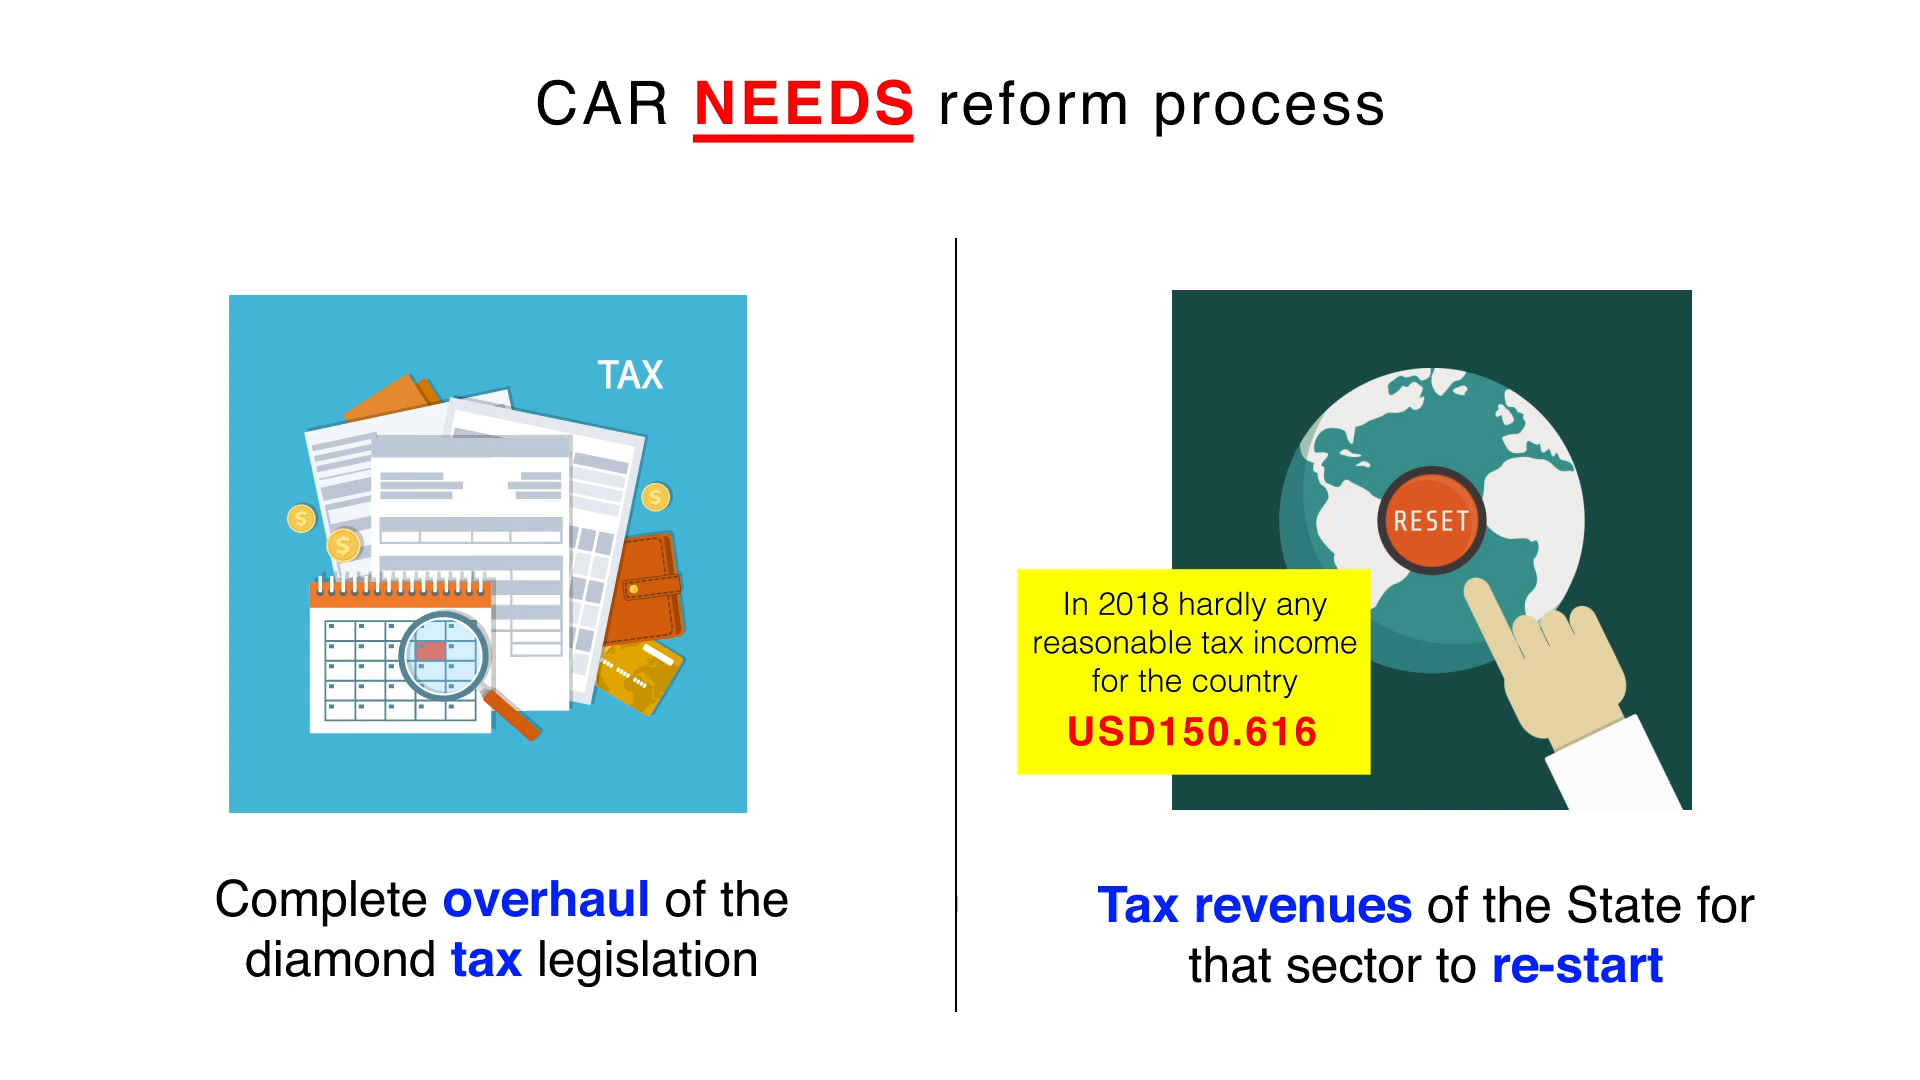 CAR NEEDS reform process
TAX
$
$
$
Complete overhaul of the
diamond tax legislation
RESET
In 2018 hardly any
reasonable tax income
for the country
USD150.616
Tax revenues of the State for
that sector to re-start